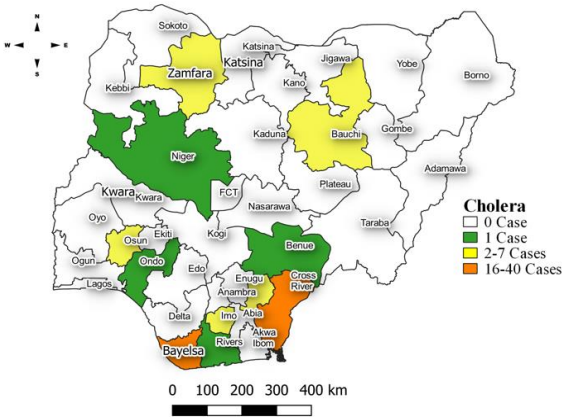 N
W
E
S
Sokoto
Katsina
Zamfara
Katsina
Jigawa
Yobe
Borno
Kebbi
Kano
Kaduna
Bauchi
Gombe
Niger
Adamawa
Kwara
Kwara
FCT
Plateau
Nasarawa
Oyo
Taraba
Osun
Ekiti
Kogi
Benue
Ogun
Ondo
Edo
Enugu
Cross
River
Lagos
Anambra
Delta
Imo
Abia
Akwa
Ibom
Bayelsa
Rivers
Cholera
0 Case
1 Case
2-7 Cases
16-40 Cases
0 100 200 300 400 km